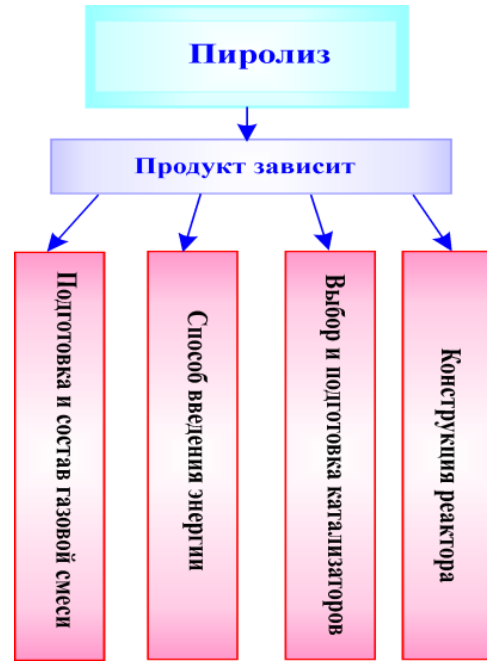 Пиролиз
Продукт зависит
Подготовка и состав газовой смеси
Способ введения энергии
Выбор и подготовка катализаторов
Конструкция реактора